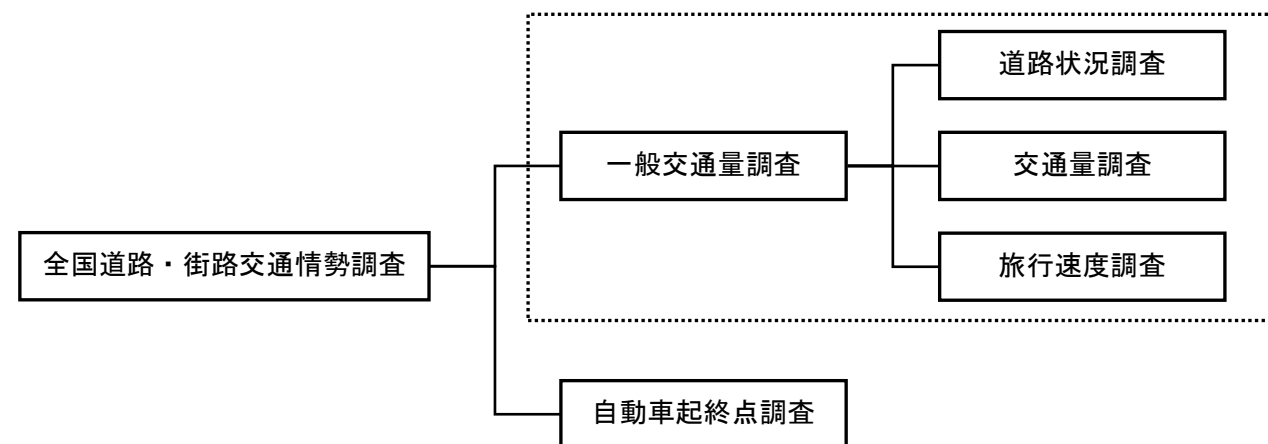 全国道路・街路交通情勢調査
一般交通量調査
道路状況調査
交通量調査
旅行速度調査
自動車起終点調査